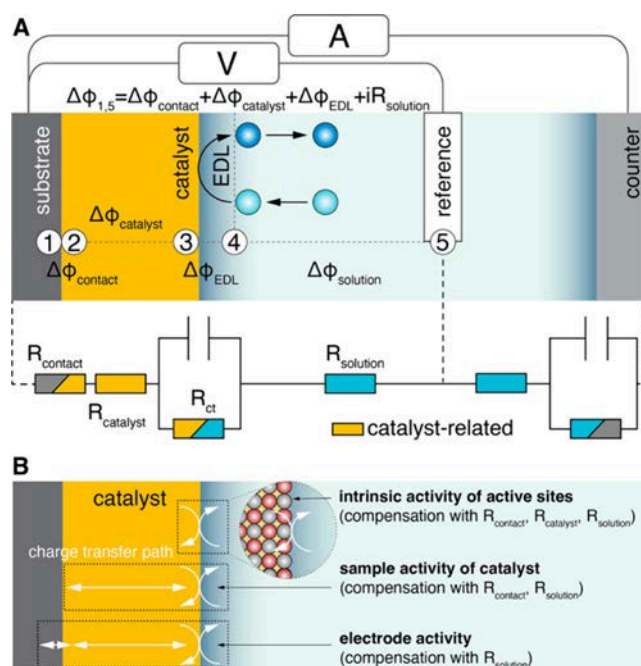 A
A
V
Δϕ1,5=Δϕcontact+Δϕcatalyst+ΔϕEDL+iRsolution
substrate
catalyst
EDL
reference
counter
Δϕcatalyst
1 2 3 4 5
Δϕcontact
ΔϕEDL
Δϕsolution
Rcontact
Rcatalyst
Rct
Rsolution
catalyst-related
B
catalyst
charge transfer path
intrinsic activity of active sites
(compensation with Rcontact, Rcatalyst, Rsolution)
sample activity of catalyst
(compensation with Rcontact, Rsolution)
electrode activity
(compensation with Rsolution)